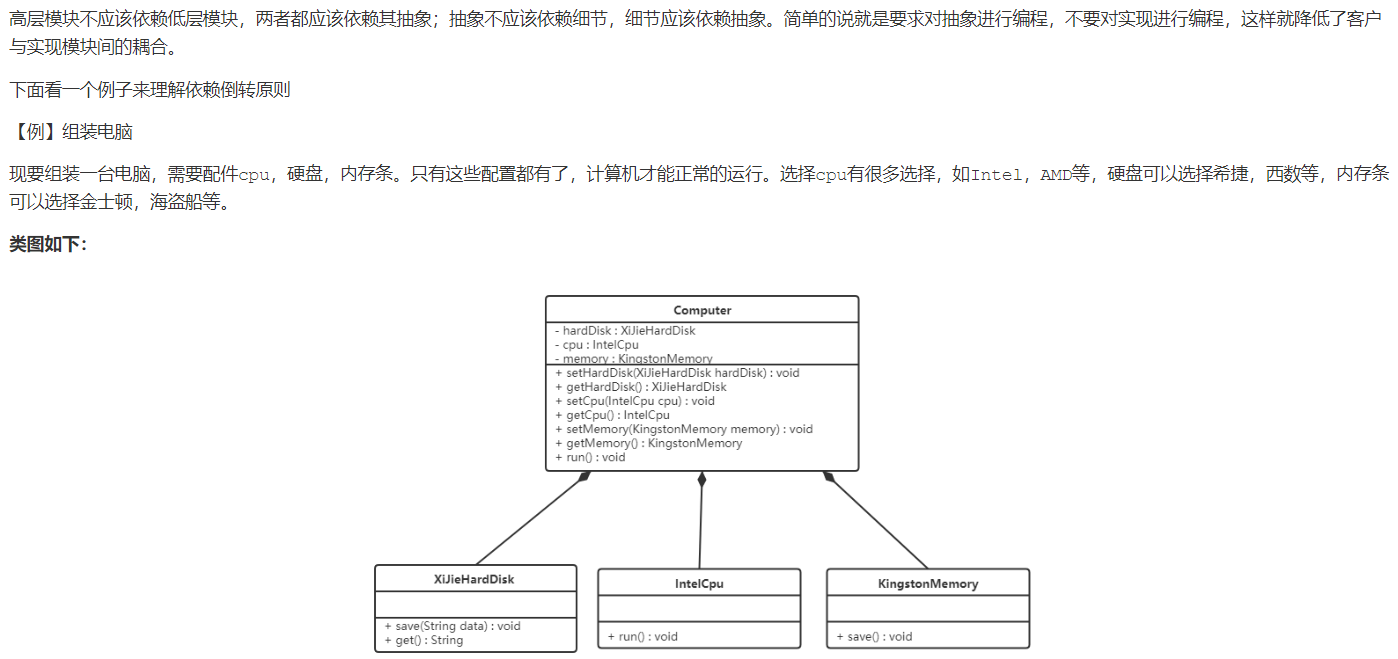 高层模块不应该依赖低层模块，两者都应该依赖其抽象；抽象不应该依赖细节，细节应该依赖抽象。简单的说就是要求对抽象进行编程，不要对实现进行编程，这样就降低了客户
与实现模块间的耦合。
下面看一个例子来理解依赖倒转原则
【例】组装电脑
现要组装一台电脑，需要配件cpu，硬盘，内存条。只有这些配置都有了，计算机才能正常的运行。选择cpu有很多选择，如Intel，AMD等，硬盘可以选择希捷，西数等，内存条
可以选择金士顿，海盗船等。
类图如下：
Computer
- hardDisk : XiJieHardDisk
- cpu : IntelCpu
- memory : KingstonMemory
+ setHardDisk(XiJieHardDisk hardDisk) : void
+ getHardDisk() : XiJieHardDisk
+ setCpu(IntelCpu cpu) : void
+ getCpu() : IntelCpu
+ setMemory(KingstonMemory memory) : void
+ getMemory() : KingstonMemory
+ run() : void
XiJieHardDisk
+ save(String data) : void
+ get() : String
IntelCpu
+ run() : void
KingstonMemory
+ save() : void